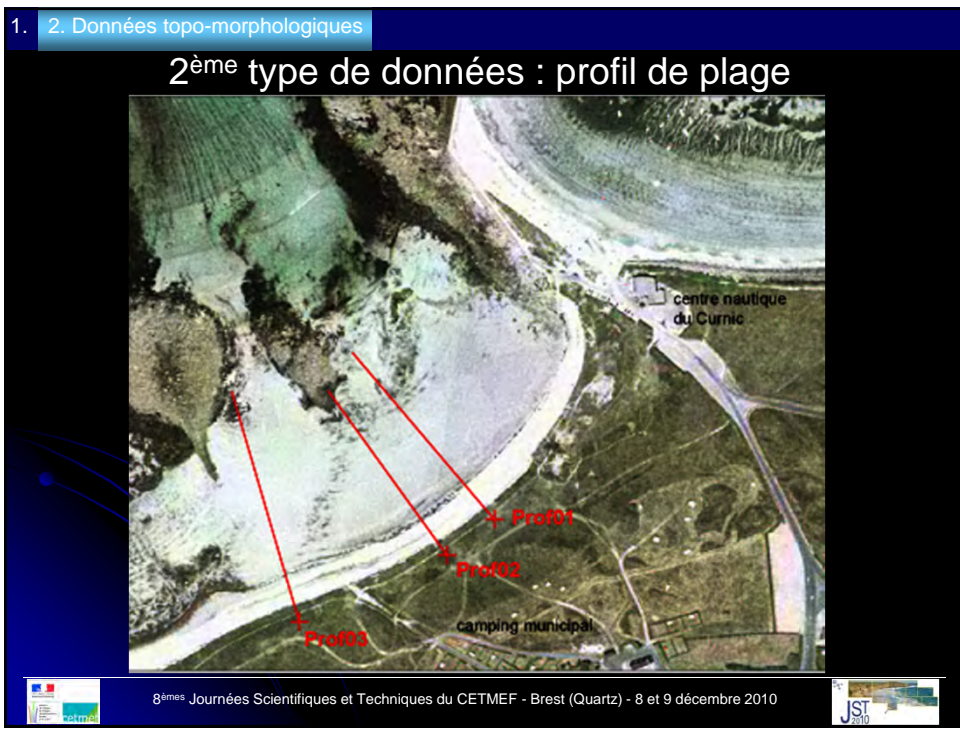 1. 2. Données topo-morphologiques
2ème type de données : profil de plage
centre nautique
du Curnic
Prof01
Prof02
Prof03
camping municipal
8èmes Journées Scientifiques et Techniques du CETMEF - Brest (Quartz) - 8 et 9 décembre 2010
cetmef
JST
2010